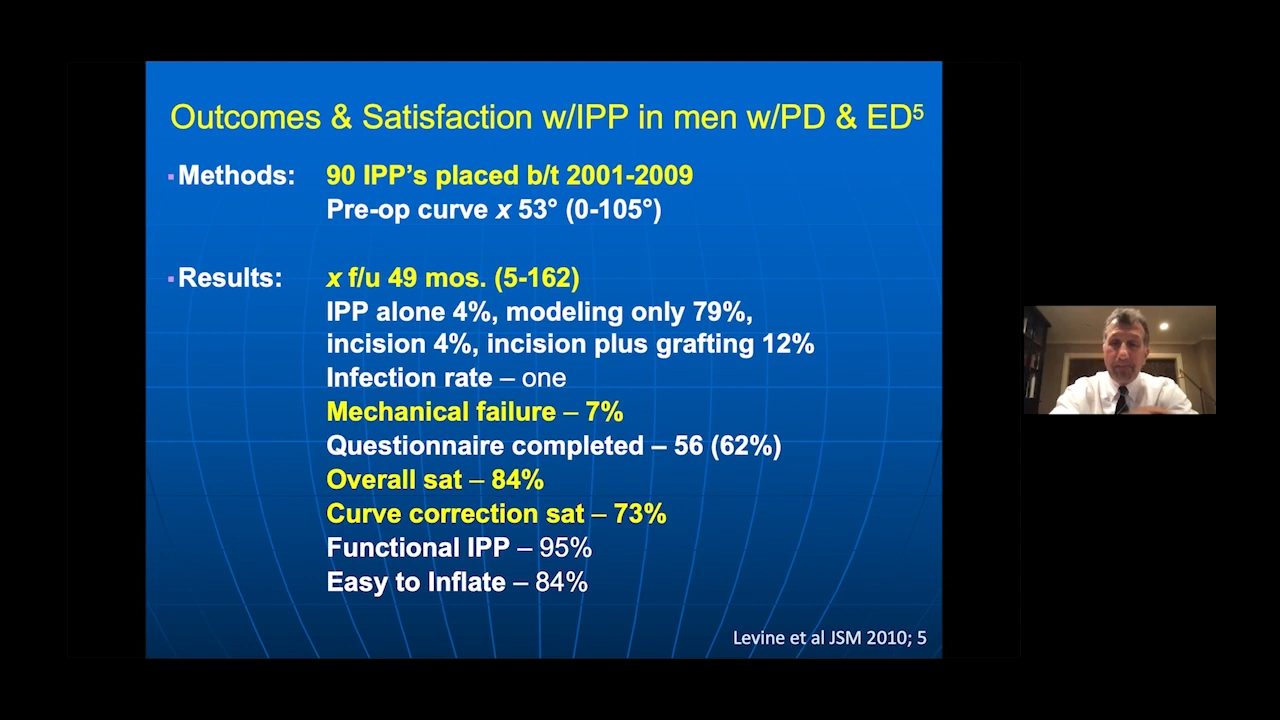 Outcomes & Satisfaction w/IPP in men w/PD & ED⁵
▪Methods: 90 IPP’s placed b/t 2001-2009
Pre-op curve x 53° (0-105°)
▪Results: x f/u 49 mos. (5-162)
IPP alone 4%, modeling only 79%,
incision 4%, incision plus grafting 12%
Infection rate – one
Mechanical failure – 7%
Questionnaire completed – 56 (62%)
Overall sat – 84%
Curve correction sat – 73%
Functional IPP – 95%
Easy to Inflate – 84%
Levine et al JSM 2010; 5